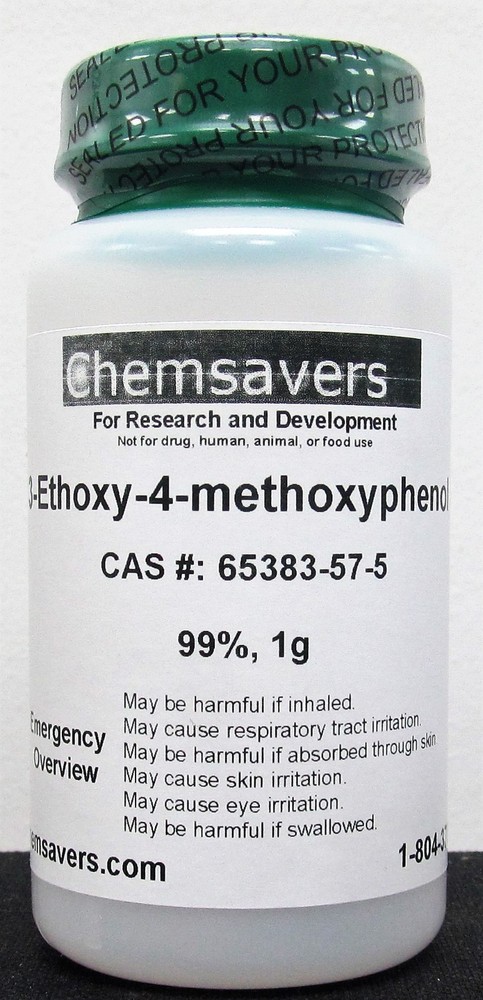 SEALED FOR YOUR PRO
SEALED FOR YOUR PROTECT
Chemsavers
For Research and Development
Not for drug, human, animal, or food use
3-Ethoxy-4-methoxyphenol
CAS #: 65383-57-5
99%, 1g
Emergency
Overview
May be harmful if inhaled.
May cause respiratory tract irritation.
May be harmful if absorbed through skin
May cause skin irritation.
May cause eye irritation.
May be harmful if swallowed.
emsavers.com
1-804-3